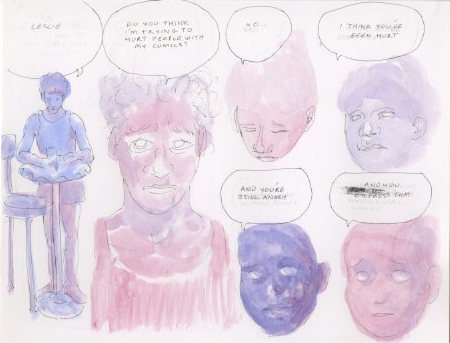 LESLIE
DO YOU THINK
I'M TRYING TO
HURT PEOPLE WITH
MY COMICS?
NO...
I THINK YOU'VE
BEEN HURT
AND YOU'RE
STILL ANGRY
AND YOU
EXPRESS THAT